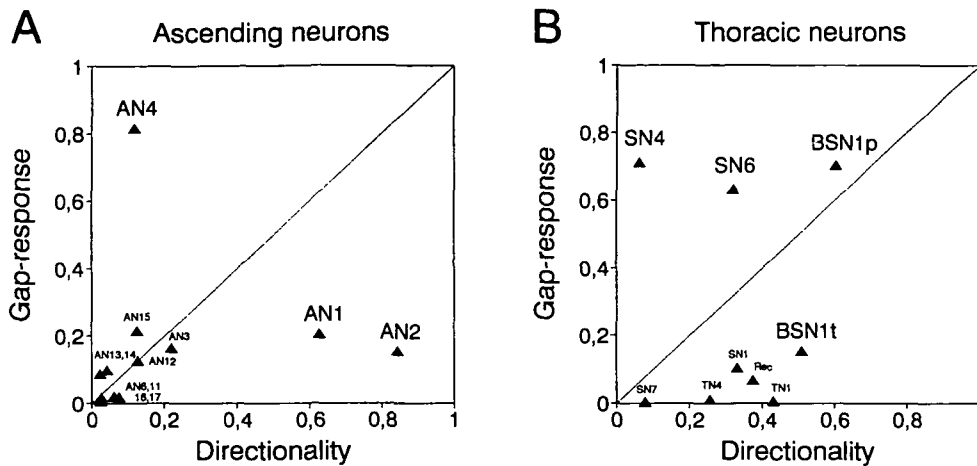 A
Ascending neurons
1
0,8
0,6
0,4
0,2
0
Gap-response
AN4
AN15
AN3
AN13,14
AN12
AN6,11
16,17
AN1
AN2
0
0,2
0,4
0,6
0,8
1
Directionality
B
Thoracic neurons
1
0,8
0,6
0,4
0,2
0
Gap-response
SN4
SN6
BSN1p
BSN1t
SN1
Rec
SN7
TN4
TN1
0
0,2
0,4
0,6
0,8
Directionality